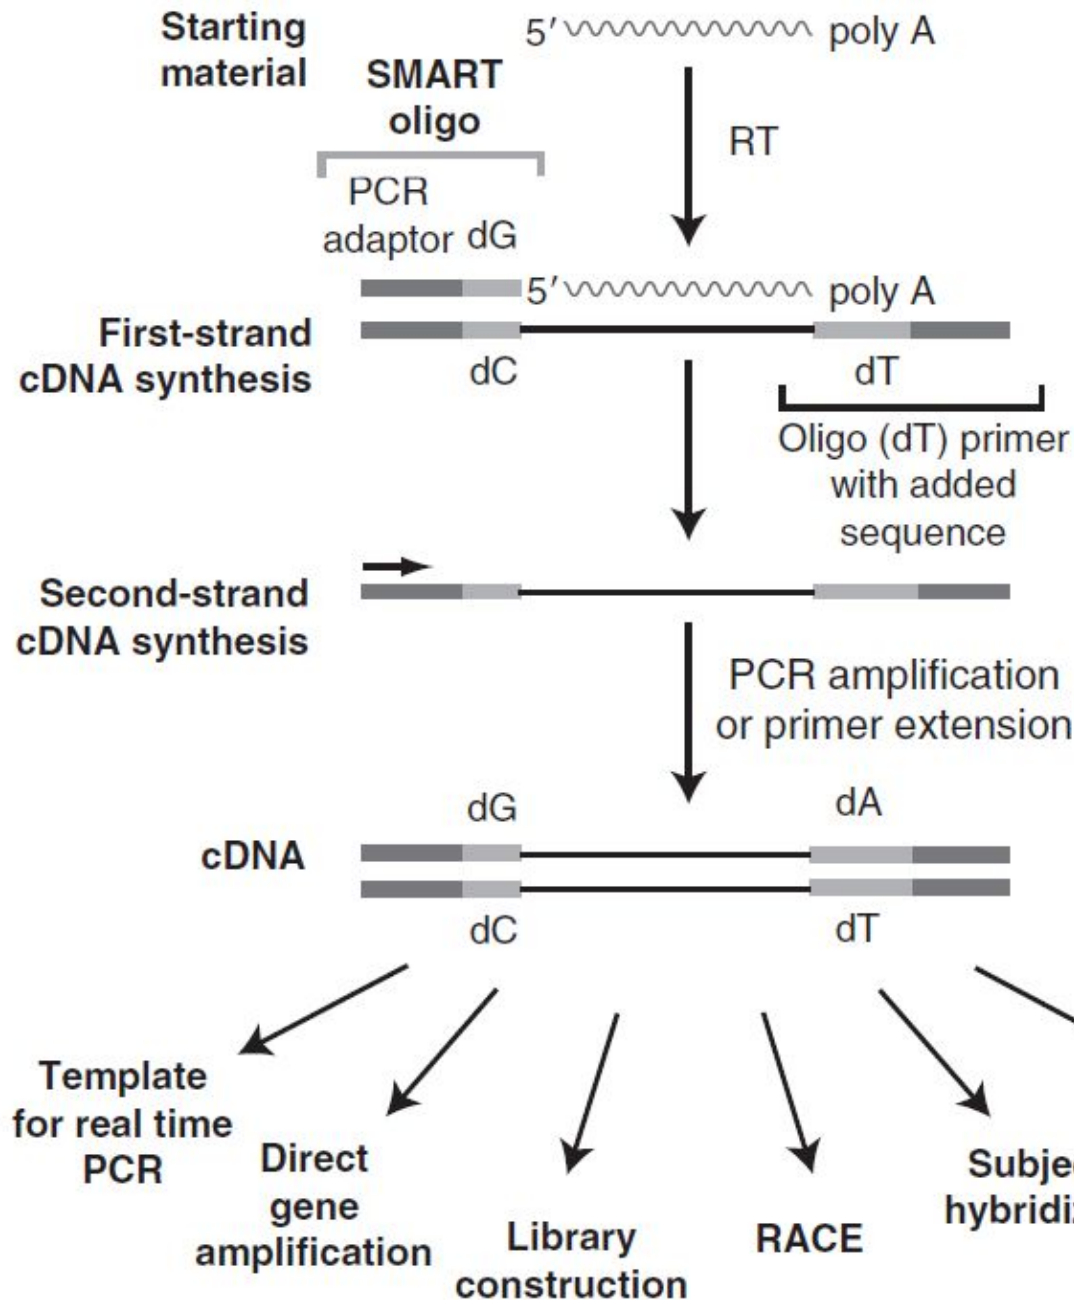 Starting
material
5′
poly A
SMART
oligo
RT
PCR
adaptor dG
5′
poly A
First-strand
cDNA synthesis
dC
dT
Oligo (dT) primer
with added
sequence
Second-strand
cDNA synthesis
PCR amplification
or primer extension
dG
dA
cDNA
dC
dT
Template
for real time
PCR
Direct
gene
amplification
Library
construction
RACE